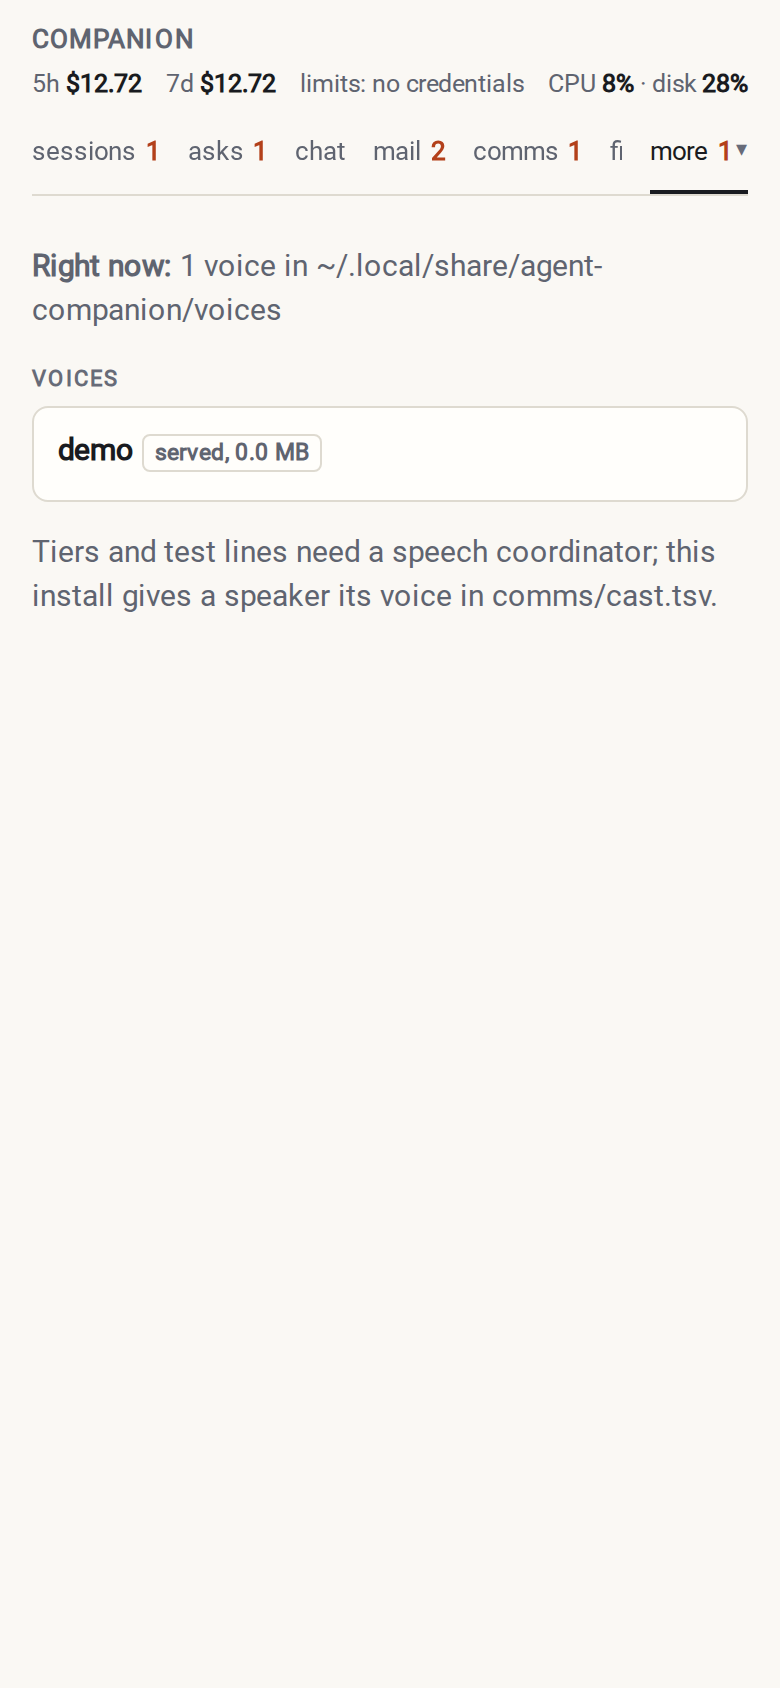 COMPANION
5h $12.72 7d $12.72 limits: no credentials CPU 8% · disk 28%
sessions 1 asks 1 chat mail 2 comms 1 fi more 1 ▾
Right now: 1 voice in ~/.local/share/agent-
companion/voices
VOICES
demo served, 0.0 MB
Tiers and test lines need a speech coordinator; this
install gives a speaker its voice in comms/cast.tsv.